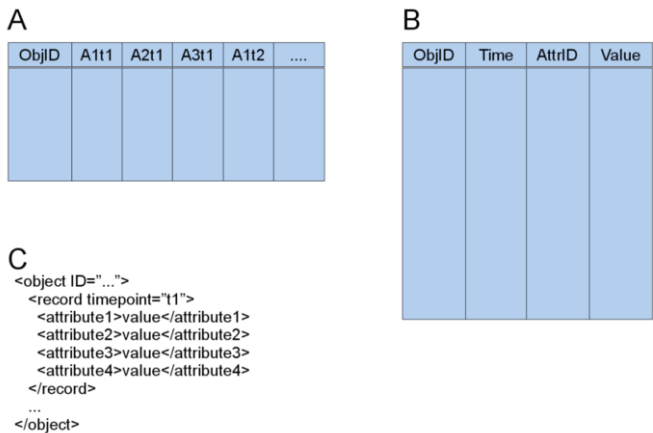 A
ObjID A1t1 A2t1 A3t1 A1t2 ....
B
ObjID Time AttrID Value
C
<object ID="...">
<record timepoint="t1">
<attribute1>value</attribute1>
<attribute2>value</attribute2>
<attribute3>value</attribute3>
<attribute4>value</attribute4>
</record>
...
</object>